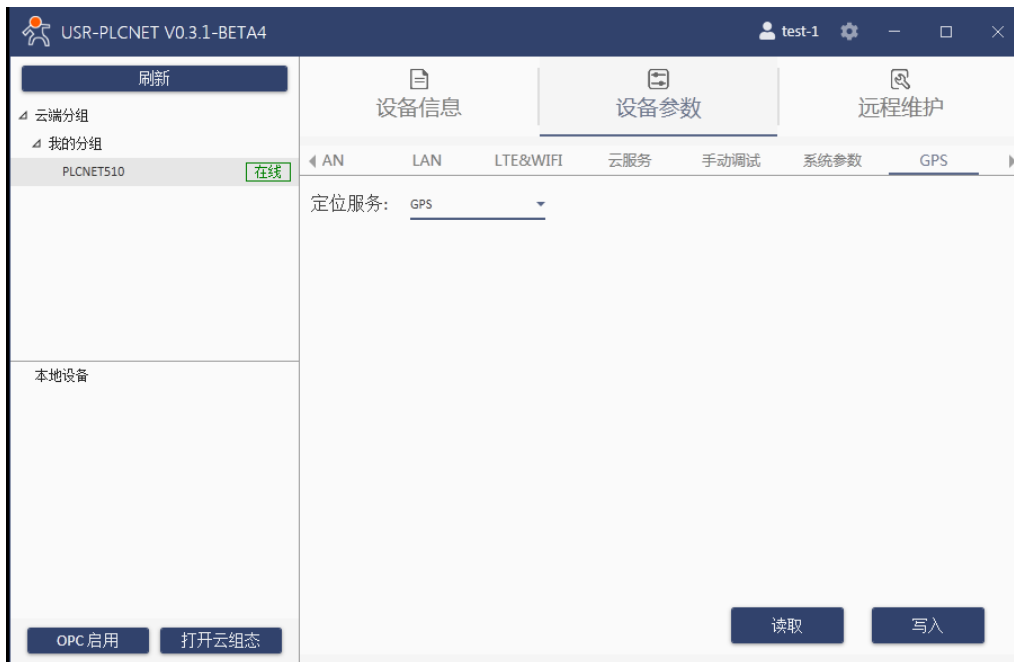 USR-PLCNET V0.3.1-BETA4
test-1
刷新
云端分组
我的分组
PLCNET510
在线
本地设备
OPC启用
打开云组态
设备信息
设备参数
远程维护
AN
LAN
LTE&WIFI
云服务
手动调试
系统参数
GPS
定位服务:
GPS
读取
写入